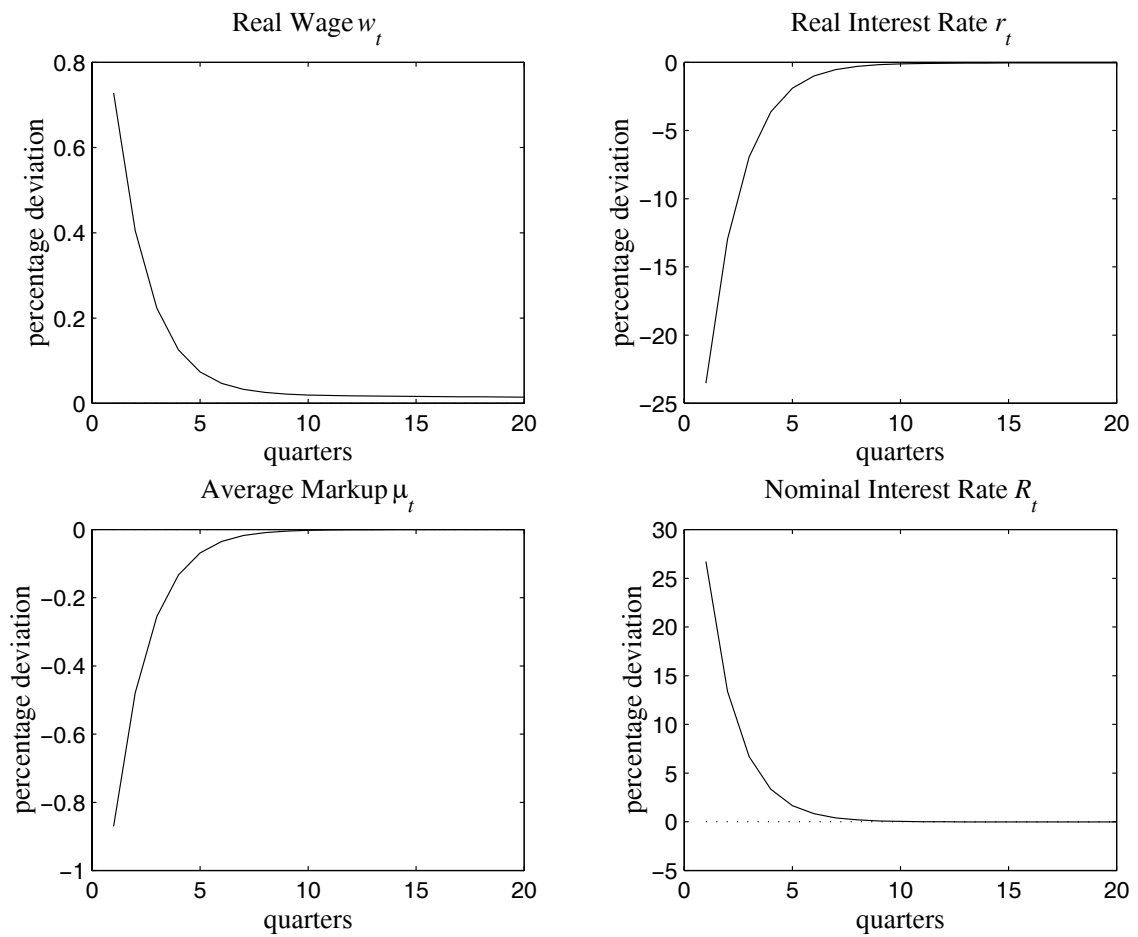 Real Wage w_t
0.8
0.6
0.4
0.2
0
percentage deviation
0 5 10 15 20
quarters
Real Interest Rate r_t
0
−5
−10
−15
−20
−25
percentage deviation
0 5 10 15 20
quarters
Average Markup μ_t
0
−0.2
−0.4
−0.6
−0.8
−1
percentage deviation
0 5 10 15 20
quarters
Nominal Interest Rate R_t
30
25
20
15
10
5
0
−5
percentage deviation
0 5 10 15 20
quarters